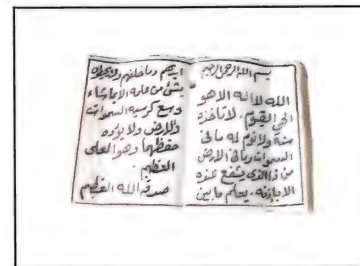 بسم الله الرحمن الرحيم
الله لا اله الا هو
الحي القيوم لا تاخذه
سنة ولا نوم له ما في
السموات وما في الارض
من ذا الذي يشفع عنده
الا باذنه يعلم ما بين
ايديهم وما خلفهم ولا يحيطون
بشئ من علمه الا بما شاء
وسع كرسيه السموات
والارض ولا يؤده
حفظهما وهو العلى
العظيم
صدق الله العظيم